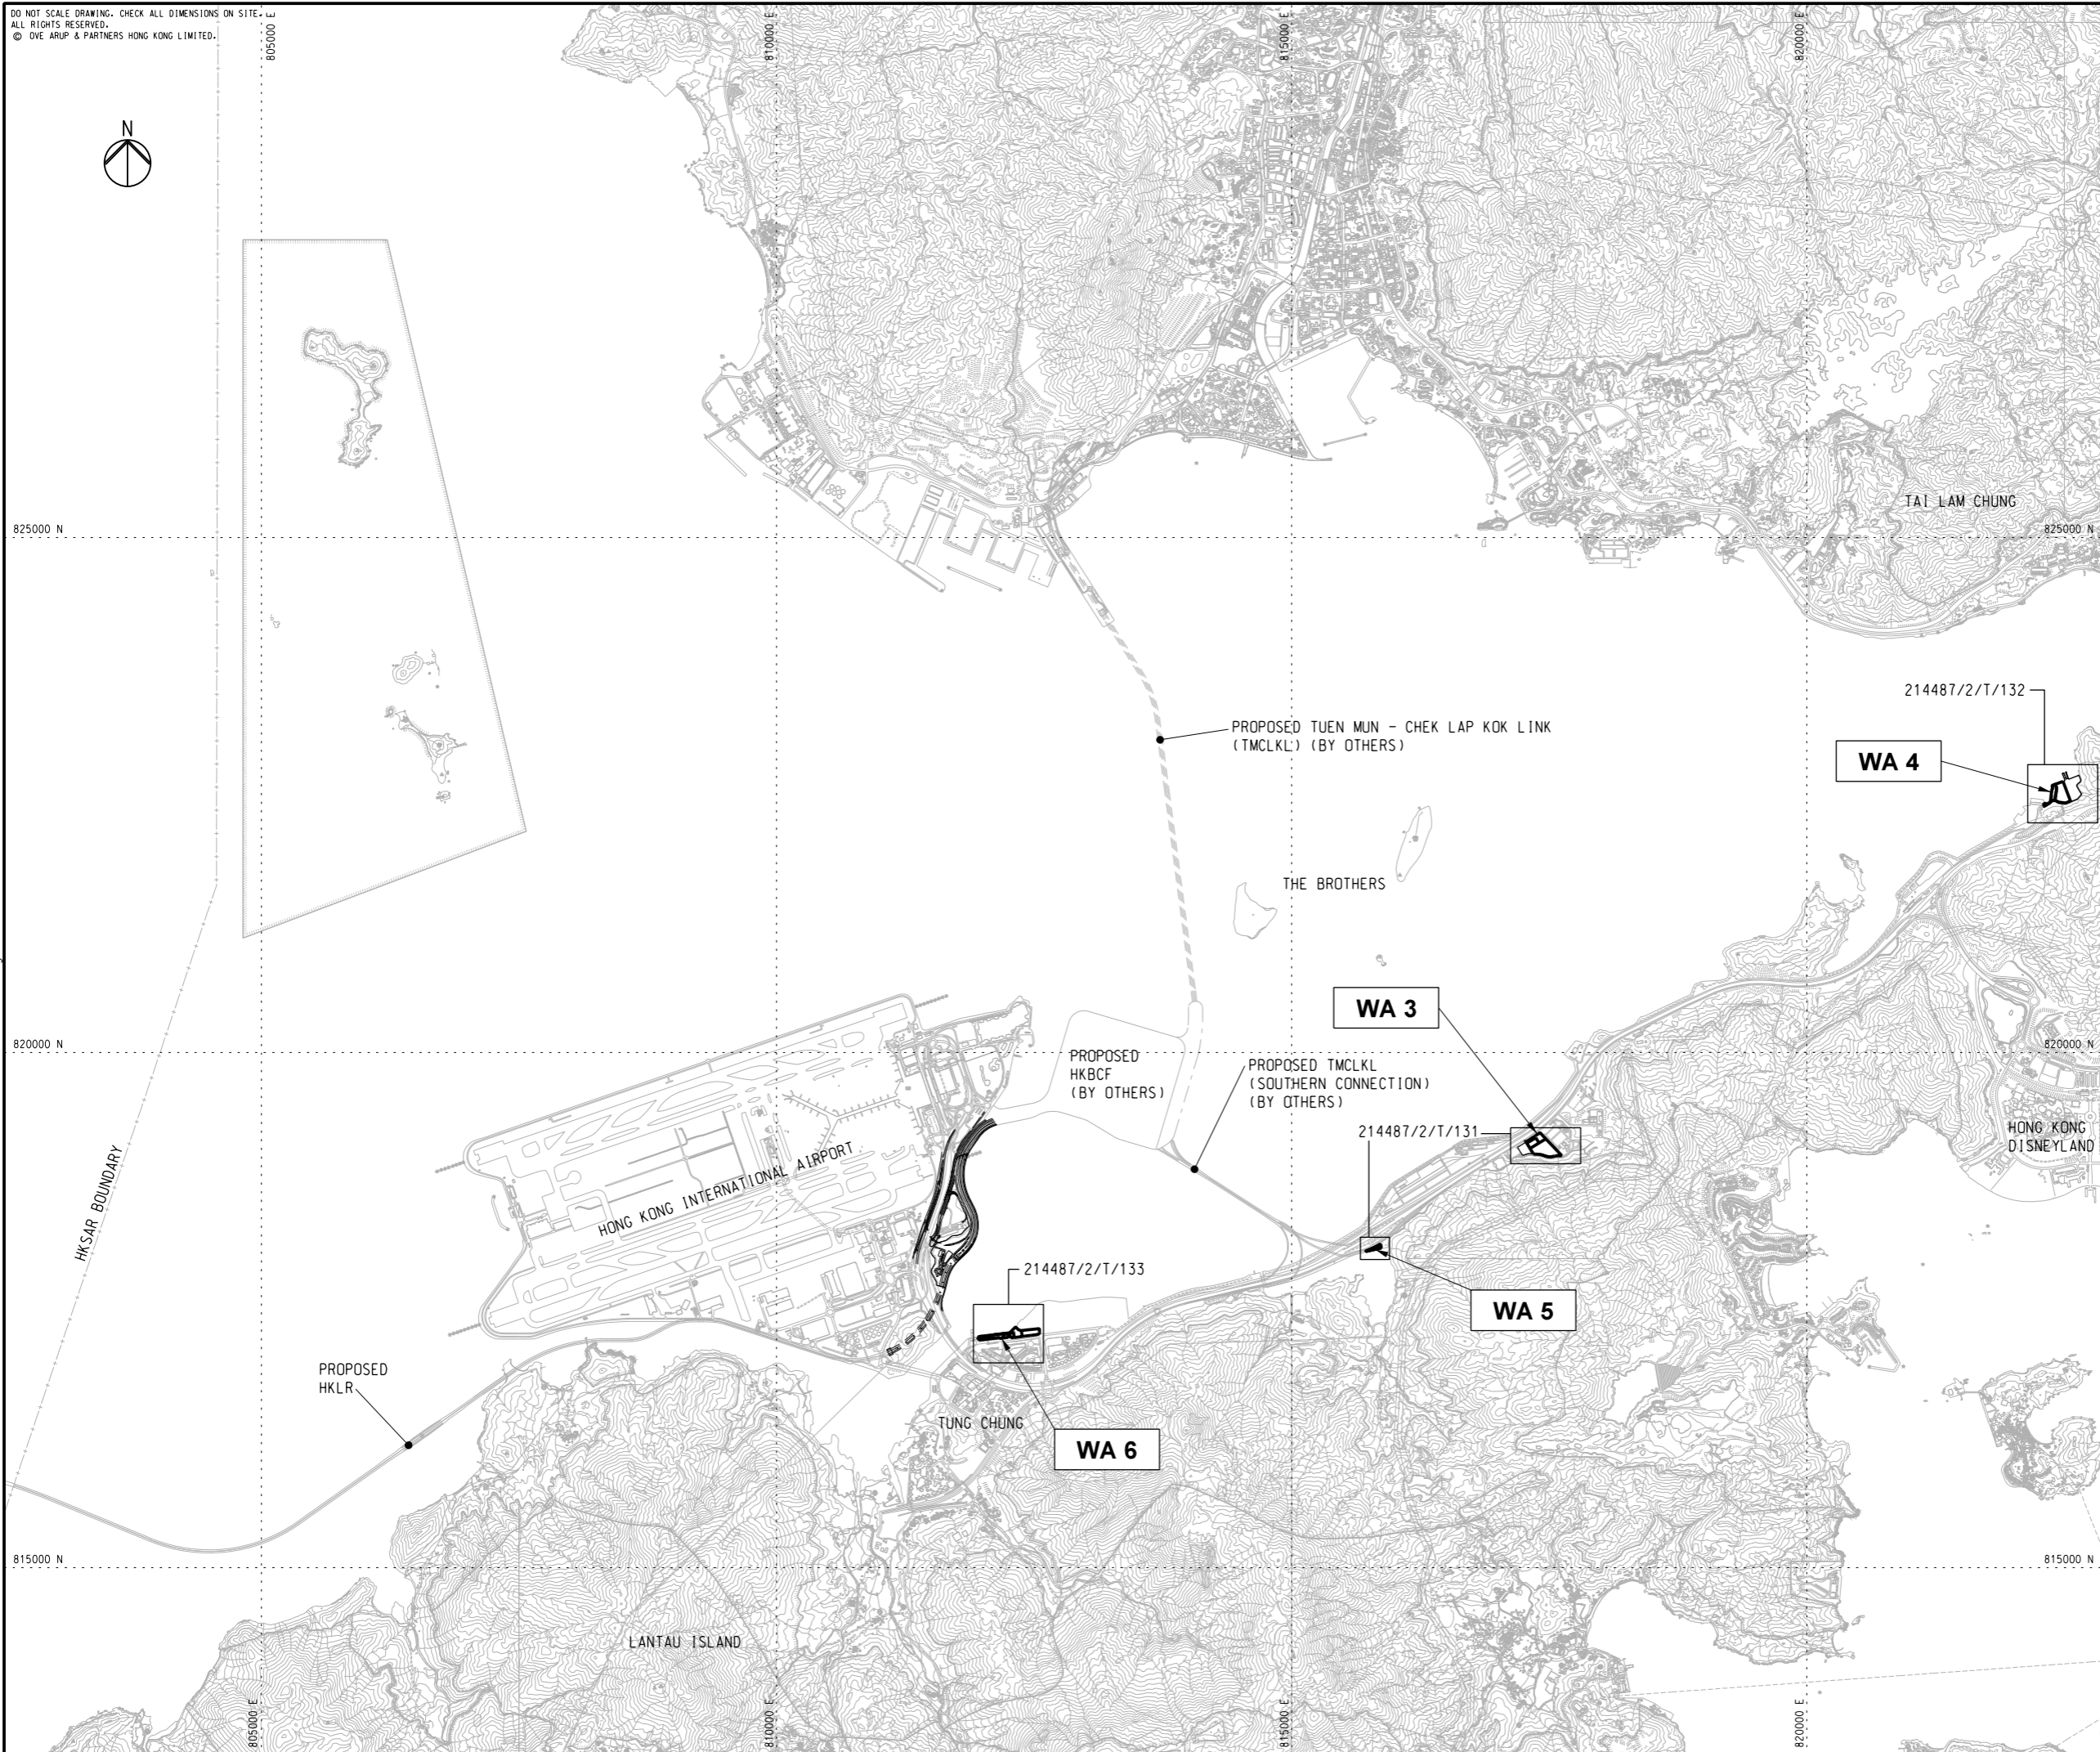 DO NOT SCALE DRAWING. CHECK ALL DIMENSIONS ON SITE.
ALL RIGHTS RESERVED.
© OVE ARUP & PARTNERS HONG KONG LIMITED.
805000 E
810000 E
815000 E
820000 E
N
TAI LAM CHUNG
825000 N
825000 N
214487/2/T/132
PROPOSED TUEN MUN - CHEK LAP KOK LINK
(TMCLKL) (BY OTHERS)
WA 4
THE BROTHERS
WA 3
820000 N
820000 N
PROPOSED
HKBCF
(BY OTHERS)
PROPOSED TMCLKL
(SOUTHERN CONNECTION)
(BY OTHERS)
214487/2/T/131
HONG KONG
DISNEYLAND
HONG KONG INTERNATIONAL AIRPORT
HKSAR BOUNDARY
214487/2/T/133
WA 5
PROPOSED
HKLR
TUNG CHUNG
WA 6
815000 N
815000 N
LANTAU ISLAND
805000 E
810000 E
815000 E
820000 E